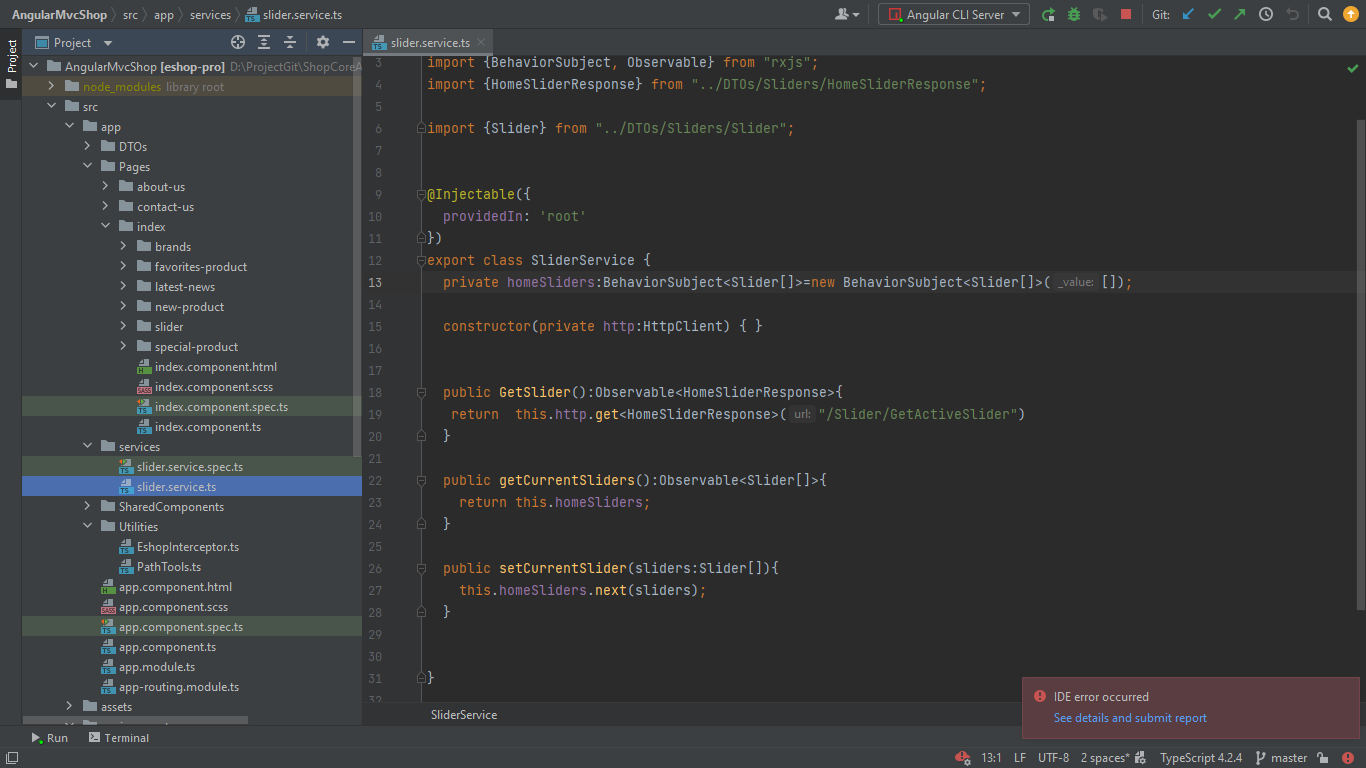 AngularMvcShop src app services slider.service.ts
Angular CLI Server
Git:
Project
Project
AngularMvcShop [eshop-pro] D:\ProjectGit\ShopCoreA
node_modules library root
src
app
DTOs
Pages
about-us
contact-us
index
brands
favorites-product
latest-news
new-product
slider
special-product
index.component.html
index.component.scss
index.component.spec.ts
index.component.ts
services
slider.service.spec.ts
slider.service.ts
SharedComponents
Utilities
EshopInterceptor.ts
PathTools.ts
app.component.html
app.component.scss
app.component.spec.ts
app.component.ts
app.module.ts
app-routing.module.ts
assets
slider.service.ts
3 import {BehaviorSubject, Observable} from "rxjs";
4 import {HomeSliderResponse} from "../DTOs/Sliders/HomeSliderResponse";
5
6 import {Slider} from "../DTOs/Sliders/Slider";
7
8
9 @Injectable({
10 providedIn: 'root'
11 })
12 export class SliderService {
13 private homeSliders:BehaviorSubject<Slider[]>=new BehaviorSubject<Slider[]>( _value: []);
14
15 constructor(private http:HttpClient) { }
16
17
18 public GetSlider():Observable<HomeSliderResponse>{
19 return this.http.get<HomeSliderResponse>( url: "/Slider/GetActiveSlider")
20 }
21
22 public getCurrentSliders():Observable<Slider[]>{
23 return this.homeSliders;
24 }
25
26 public setCurrentSlider(sliders:Slider[]){
27 this.homeSliders.next(sliders);
28 }
29
30
31 }
32
SliderService
IDE error occurred
See details and submit report
Run Terminal
13:1 LF UTF-8 2 spaces* TypeScript 4.2.4 master